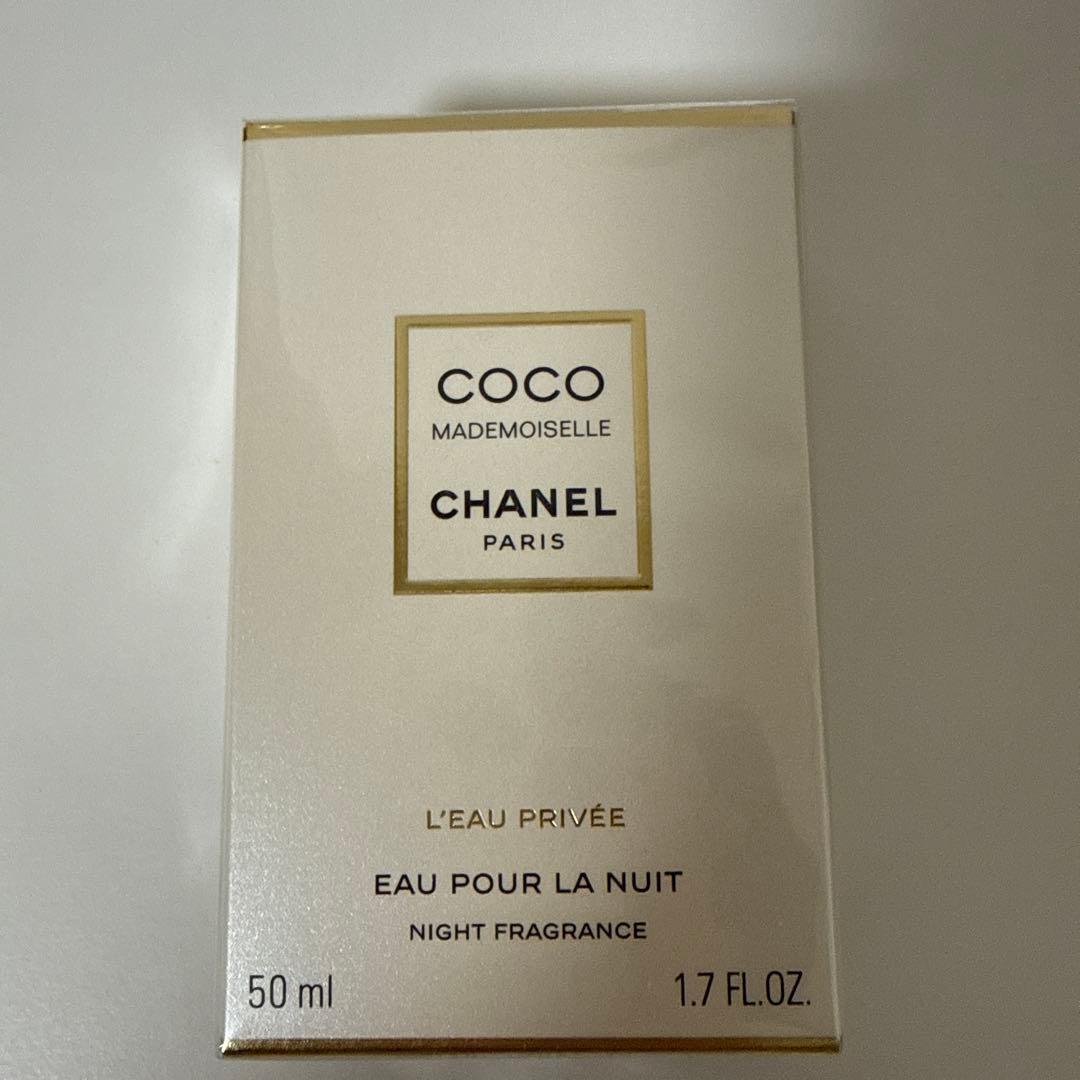 COCO
MADEMOISELLE
CHANEL
PARIS
L'EAU PRIVÉE
EAU POUR LA NUIT
NIGHT FRAGRANCE
50 ml 1.7 FL.OZ.